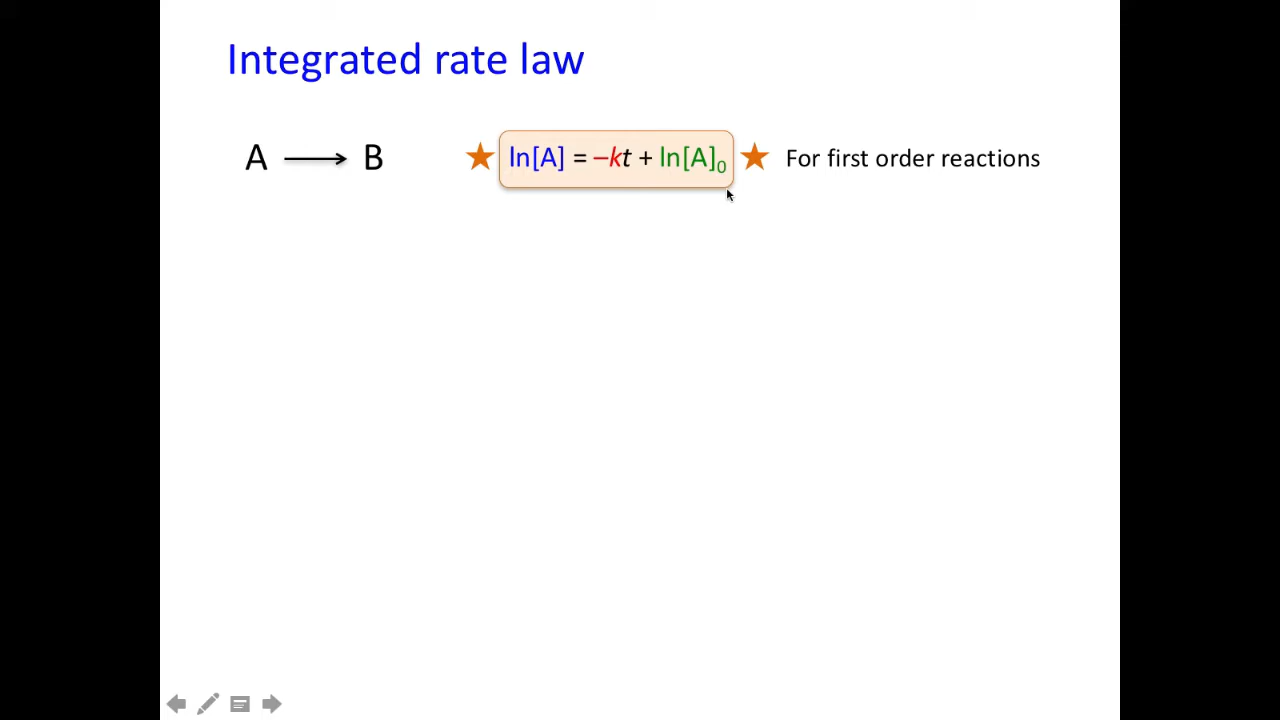 Integrated rate law
A ⟶ B
★ ln[A] = –kt + ln[A]₀ ★ For first order reactions